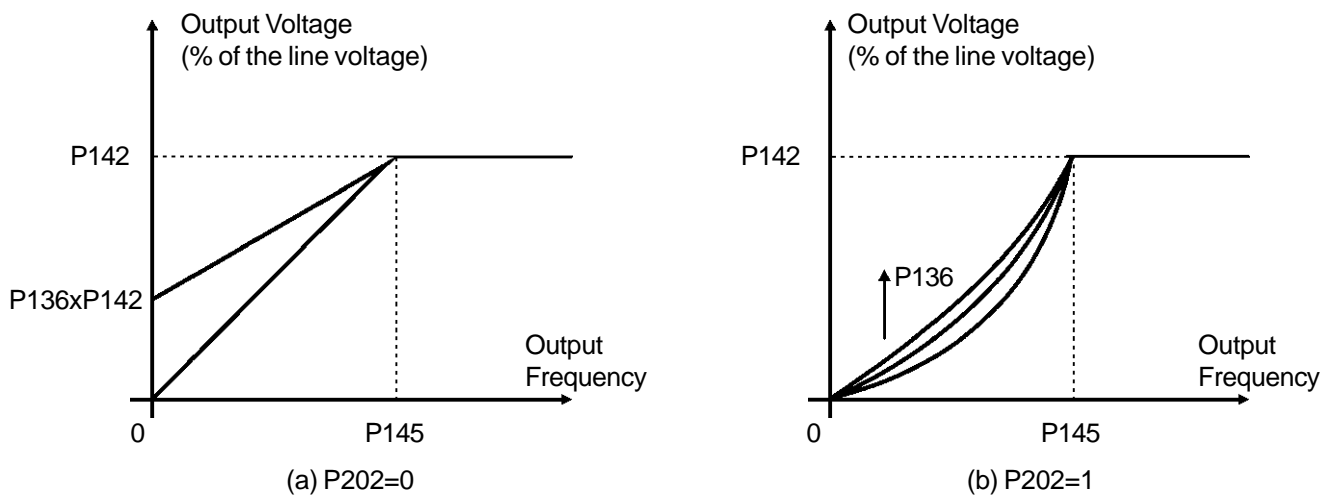 Output Voltage
(% of the line voltage)
P142
P136xP142
Output
Frequency
0
P145
(a) P202=0
Output Voltage
(% of the line voltage)
P142
P136
Output
Frequency
0
P145
(b) P202=1